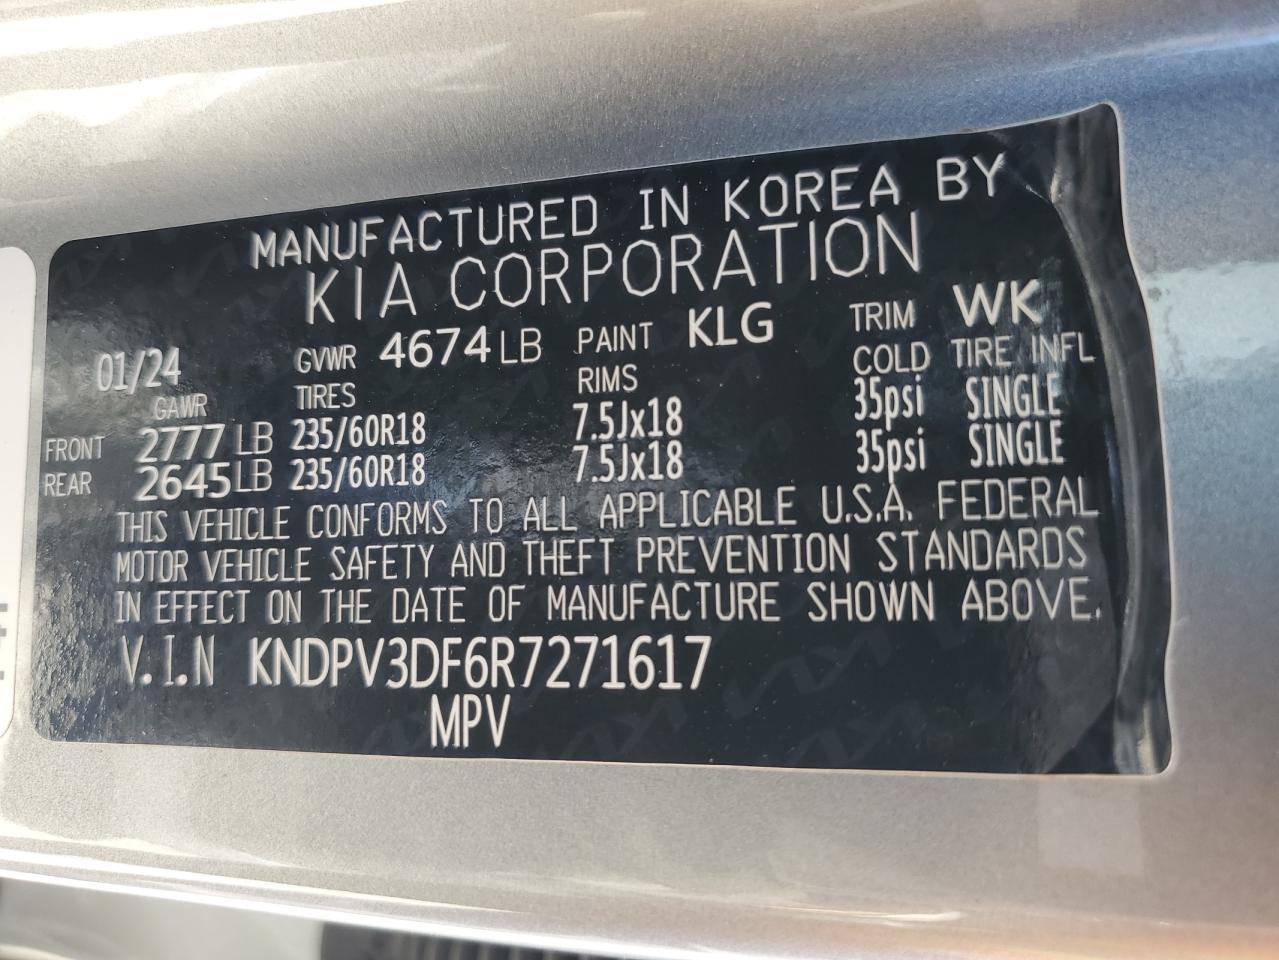 MANUFACTURED IN KOREA BY
KIA CORPORATION
01/24 GVWR 4674 LB PAINT KLG TRIM WK
GAWR TIRES RIMS COLD TIRE INFL
FRONT 2777 LB 235/60R18 7.5Jx18 35psi SINGLE
REAR 2645 LB 235/60R18 7.5Jx18 35psi SINGLE
THIS VEHICLE CONFORMS TO ALL APPLICABLE U.S.A. FEDERAL
MOTOR VEHICLE SAFETY AND THEFT PREVENTION STANDARDS
IN EFFECT ON THE DATE OF MANUFACTURE SHOWN ABOVE.
V.I.N KNDPV3DF6R7271617
MPV